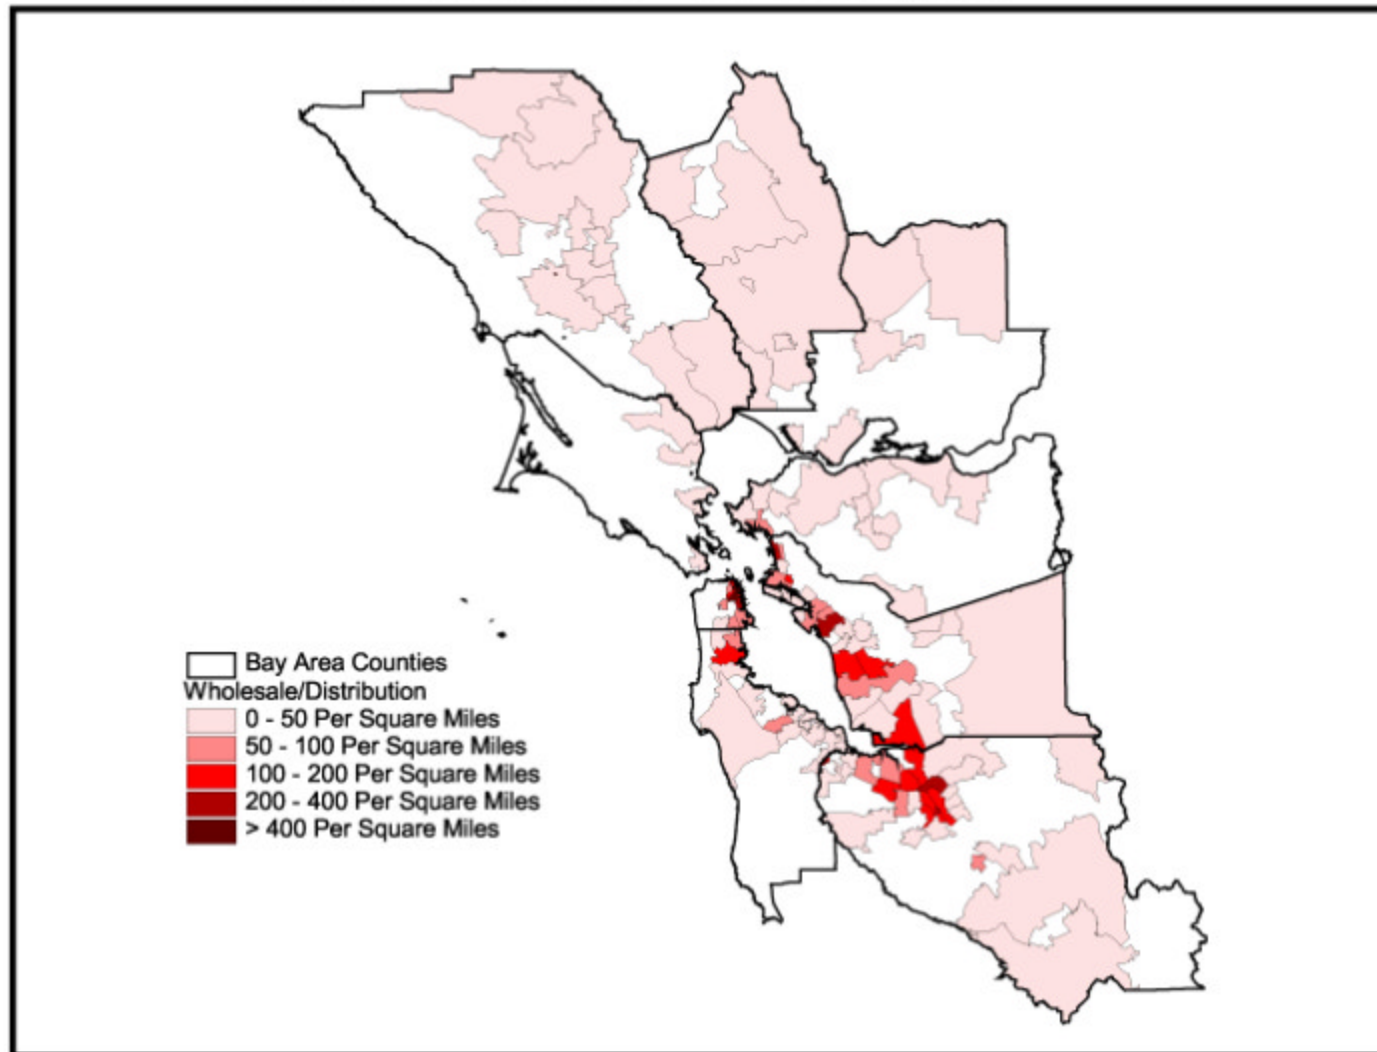 Bay Area Counties
Wholesale/Distribution
0 - 50 Per Square Miles
50 - 100 Per Square Miles
100 - 200 Per Square Miles
200 - 400 Per Square Miles
> 400 Per Square Miles